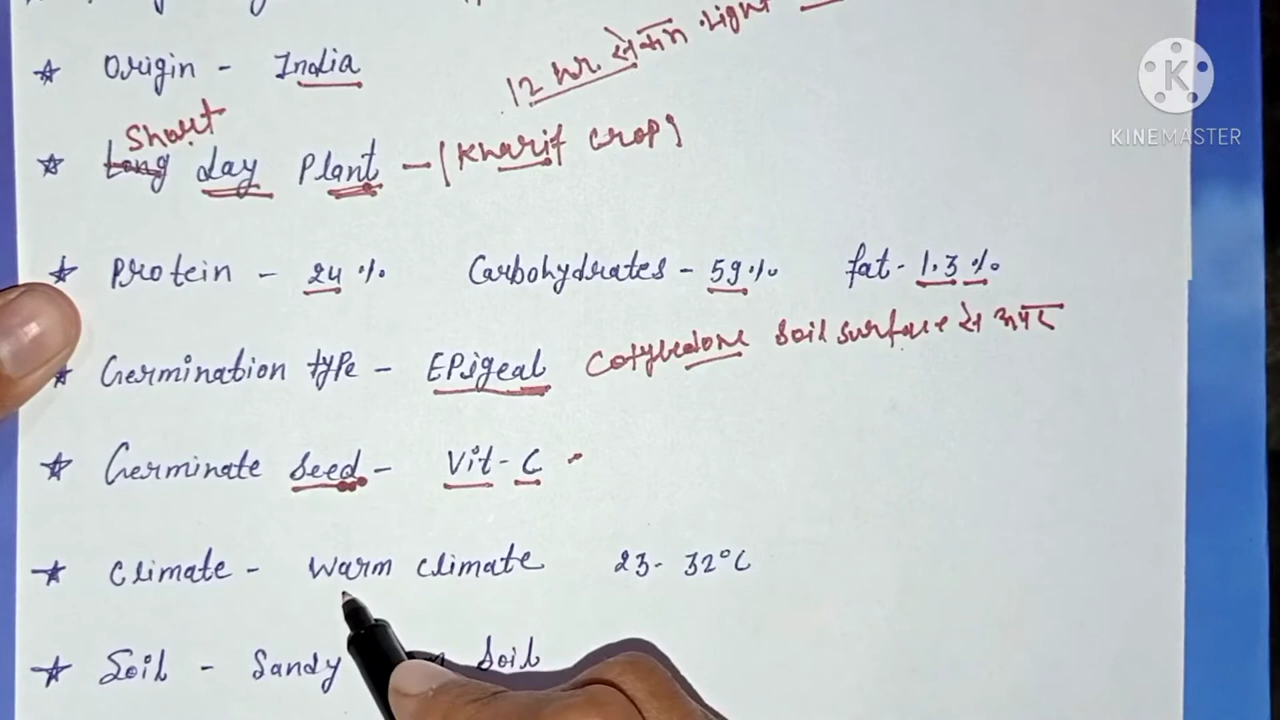 ★ Origin - India
12 hr. से कम light
Short
★ Long day Plant - (Kharif crop)
★ Protein - 24 % Carbohydrates - 59 % fat - 1.3 %
★ Germination type - EPigeal Cotyledone soil surface से ऊपर
★ Germinate seed - Vit - C
★ Climate - Warm climate 23 - 32°C
★ Soil - Sandy Soil
K
KINEMASTER